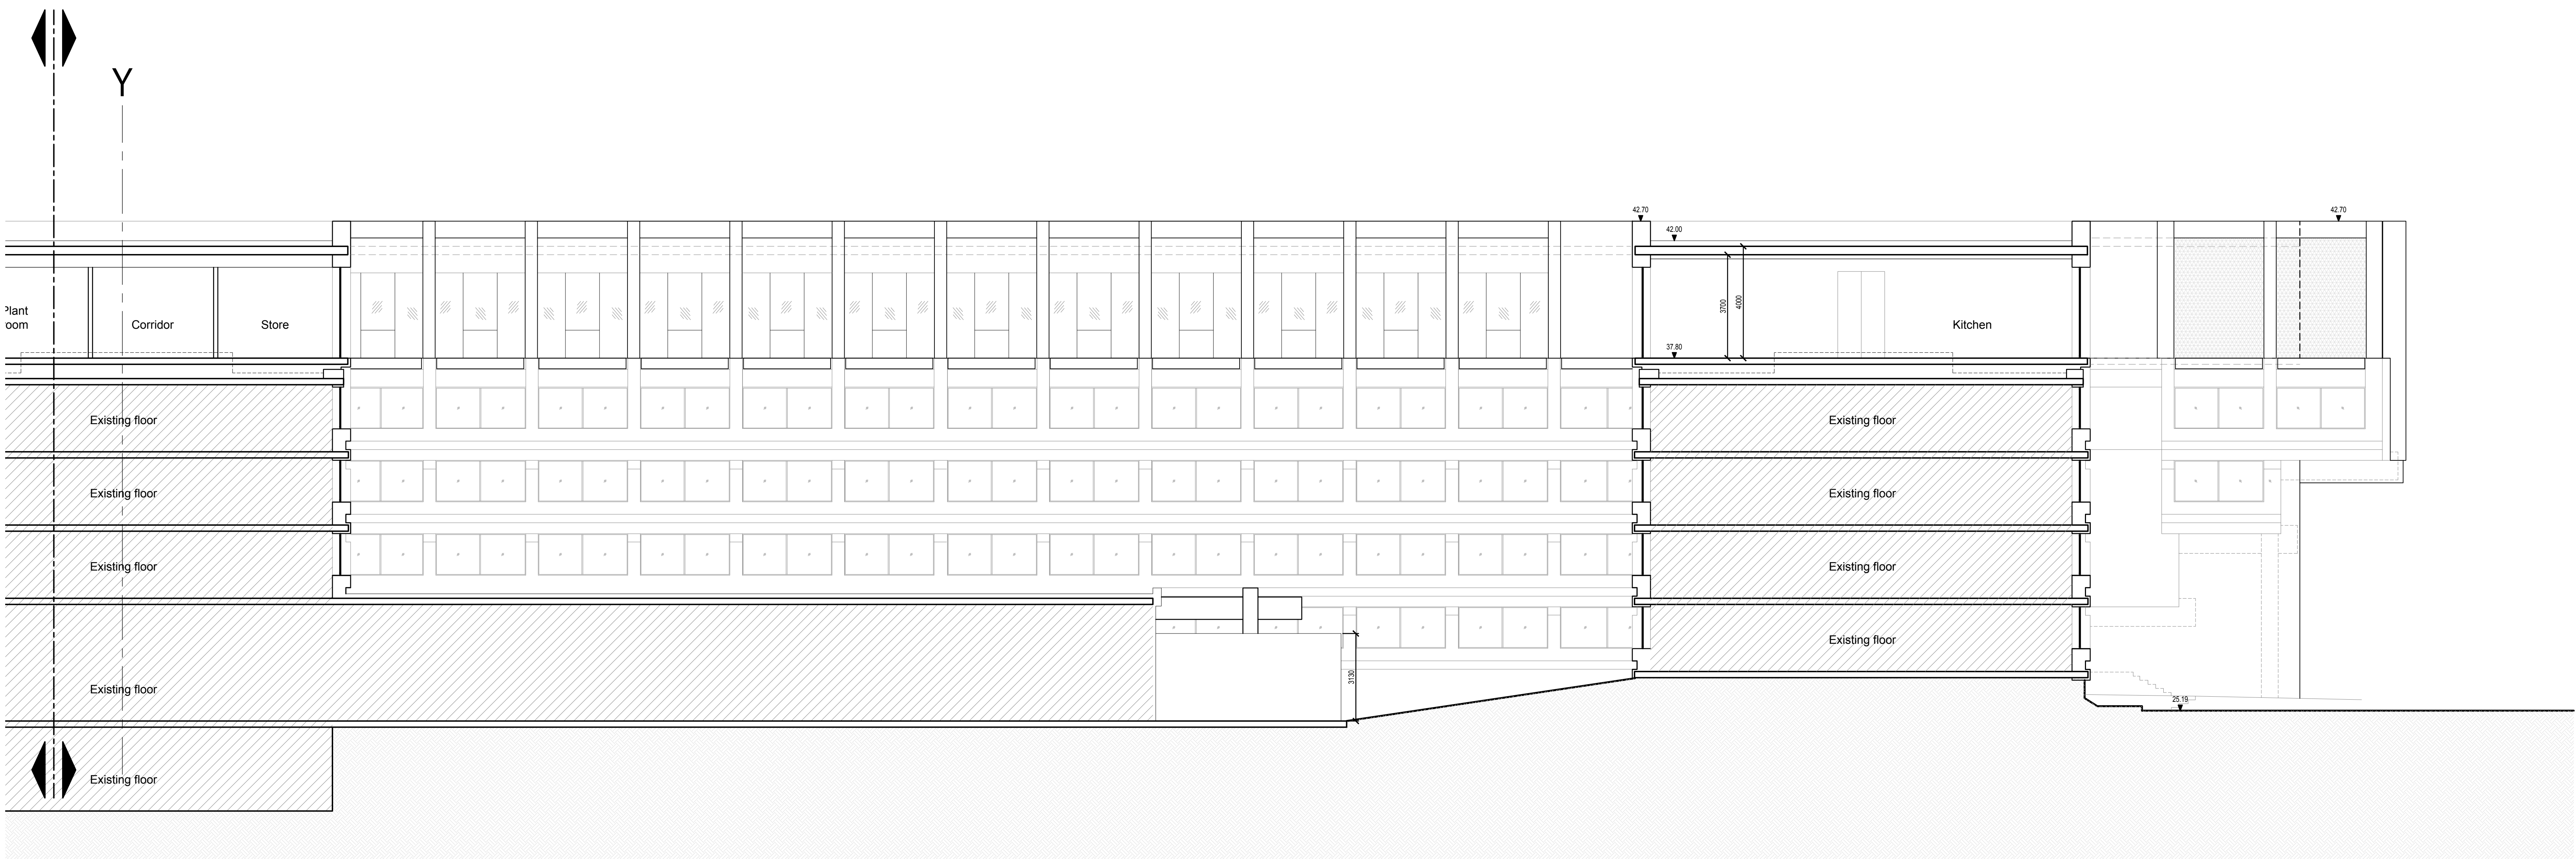 Y
42.70
42.70
42.00
Plant
room
Corridor
Store
3700
4000
Kitchen
37.80
Existing floor
Existing floor
Existing floor
Existing floor
Existing floor
Existing floor
Existing floor
Existing floor
3130
Existing floor
25.19
Existing floor